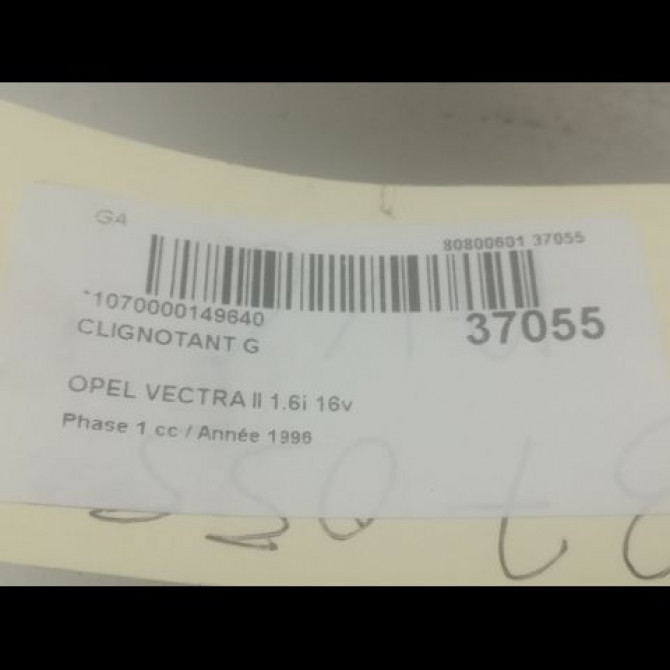 G4
80800601 37055
*1070000149640
37055
CLIGNOTANT G
OPEL VECTRA II 1.6i 16v
Phase 1 cc / Année 1996